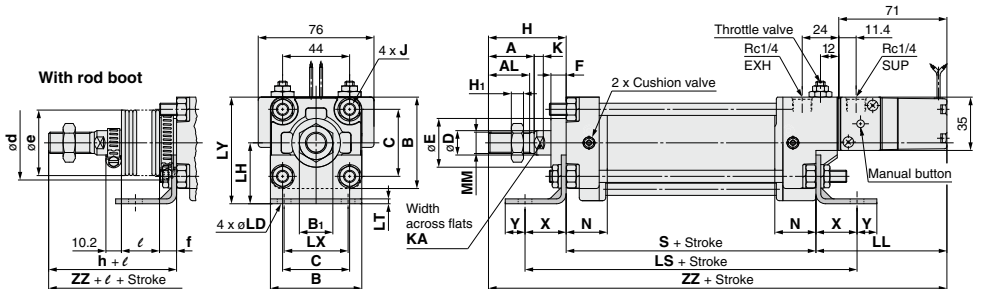 With rod boot
ød
øe
10.2
ℓ
f
h + ℓ
ZZ + ℓ + Stroke
76
44
4 x J
LY
LH
C
B
LT
4 x øLD
B1
LX
C
B
H
A
K
AL
F
H1
2 x Cushion valve
øE
øD
MM
Width
across flats
KA
Y
X
N
N
X
Y
S + Stroke
LL
LS + Stroke
ZZ + Stroke
71
Throttle valve
24
11.4
12
Rc1/4
EXH
Rc1/4
SUP
35
Manual button